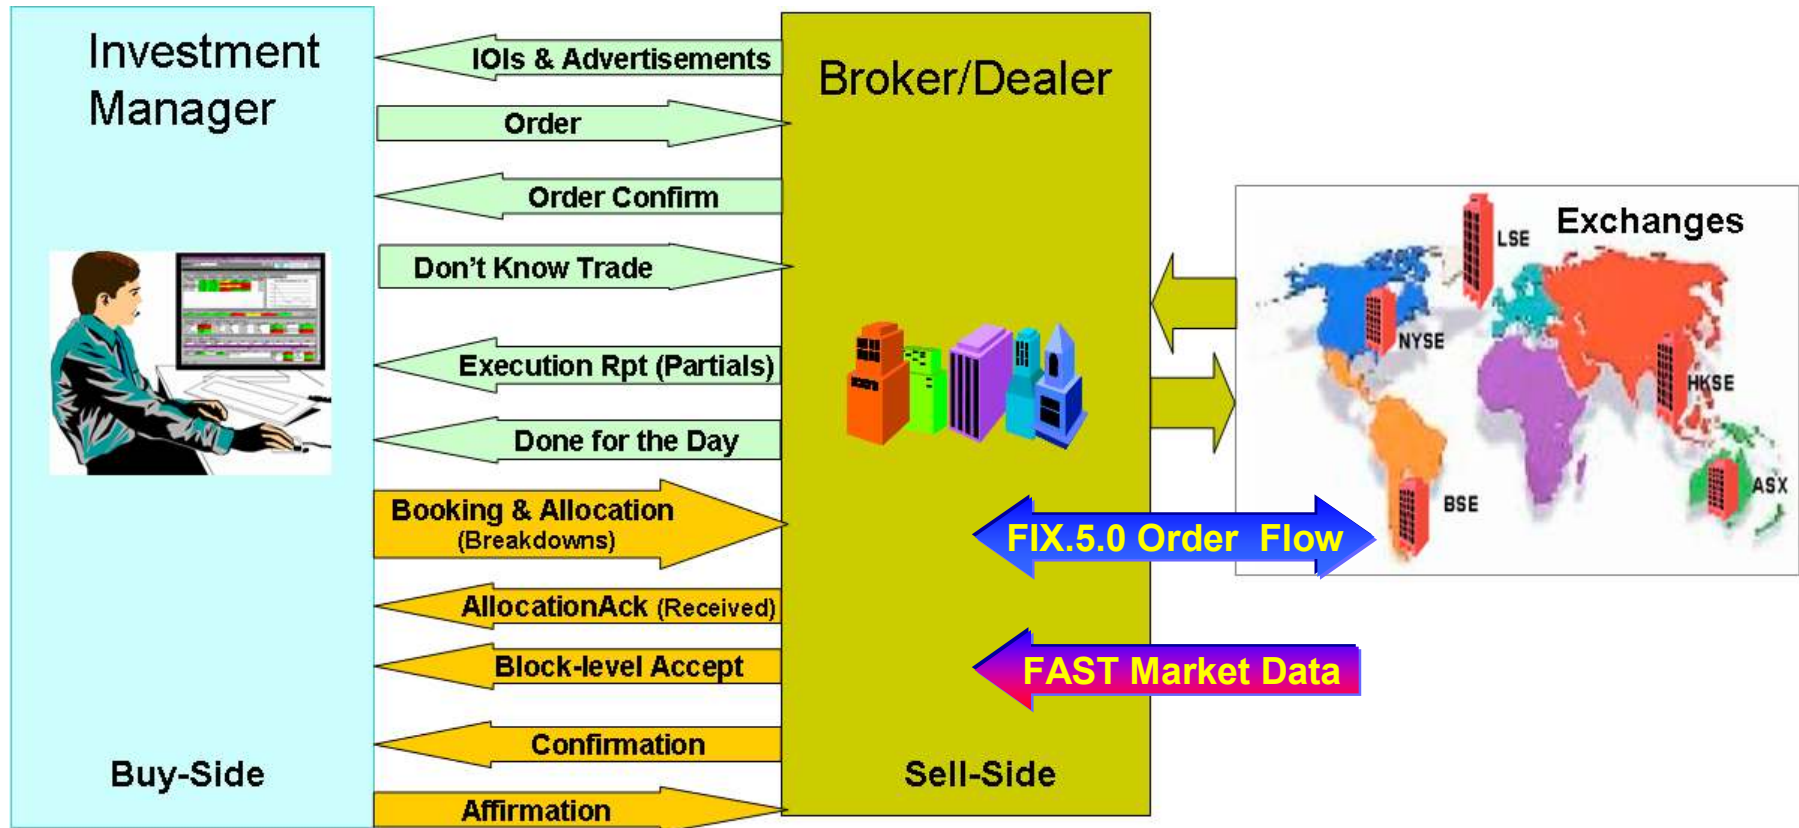 Investment
Manager
IOIs & Advertisements
Order
Order Confirm
Don't Know Trade
Execution Rpt (Partials)
Done for the Day
Booking & Allocation
(Breakdowns)
AllocationAck (Received)
Block-level Accept
Confirmation
Affirmation
Buy-Side
Broker/Dealer
Sell-Side
Exchanges
LSE
NYSE
HKSE
BSE
ASX
FIX.5.0 Order Flow
FAST Market Data